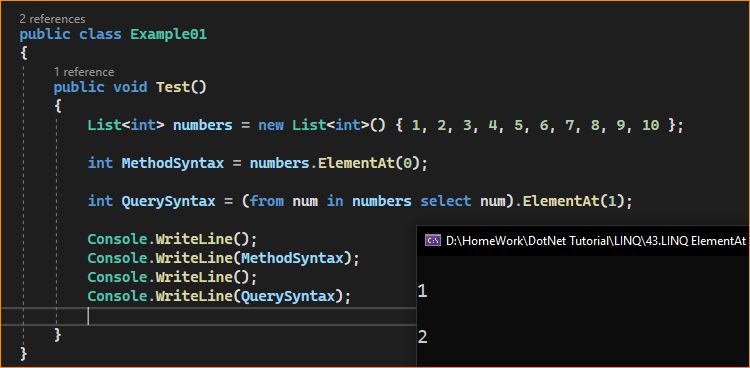 2 references
public class Example01
{
1 reference
public void Test()
{
List<int> numbers = new List<int>() { 1, 2, 3, 4, 5, 6, 7, 8, 9, 10 };
int MethodSyntax = numbers.ElementAt(0);
int QuerySyntax = (from num in numbers select num).ElementAt(1);
Console.WriteLine();
Console.WriteLine(MethodSyntax);
Console.WriteLine();
Console.WriteLine(QuerySyntax);
}
}
C:\ D:\HomeWork\DotNet Tutorial\LINQ\43.LINQ ElementAt
1
2